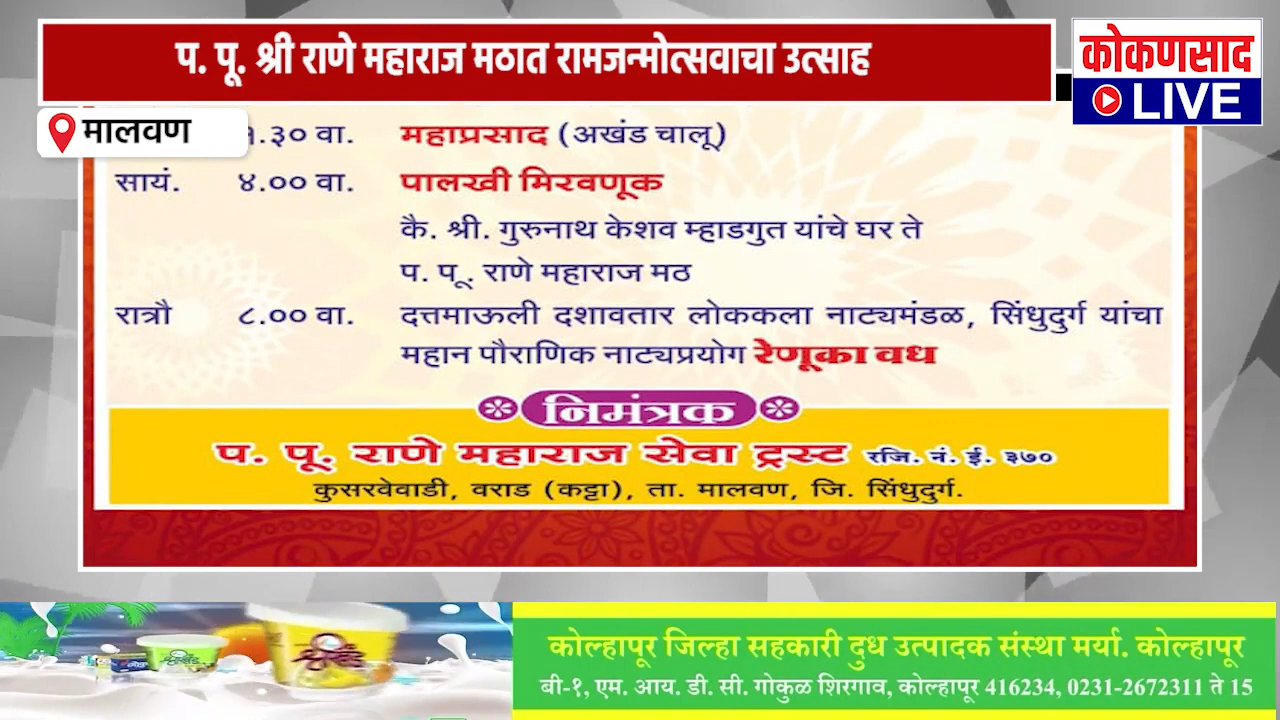 प. पू. श्री राणे महाराज मठात रामजन्मोत्सवाचा उत्साह
कोकणसाद
LIVE
मालवण
१.३० वा. महाप्रसाद (अखंड चालू)
सायं. ४.०० वा. पालखी मिरवणूक
कै. श्री. गुरुनाथ केशव म्हाडगुत यांचे घर ते
प. पू. राणे महाराज मठ
रात्रौ ८.०० वा. दत्तमाऊली दशावतार लोककला नाट्यमंडळ, सिंधुदुर्ग यांचा
महान पौराणिक नाट्यप्रयोग रेणूका वध
निमंत्रक
प. पू. राणे महाराज सेवा ट्रस्ट रजि. नं. ई. ३७०
कुसरवेवाडी, वराड (कट्टा), ता. मालवण, जि. सिंधुदुर्ग.
कोल्हापूर जिल्हा सहकारी दुध उत्पादक संस्था मर्या. कोल्हापूर
बी-१, एम. आय. डी. सी. गोकुळ शिरगाव, कोल्हापूर 416234, 0231-2672311 ते 15